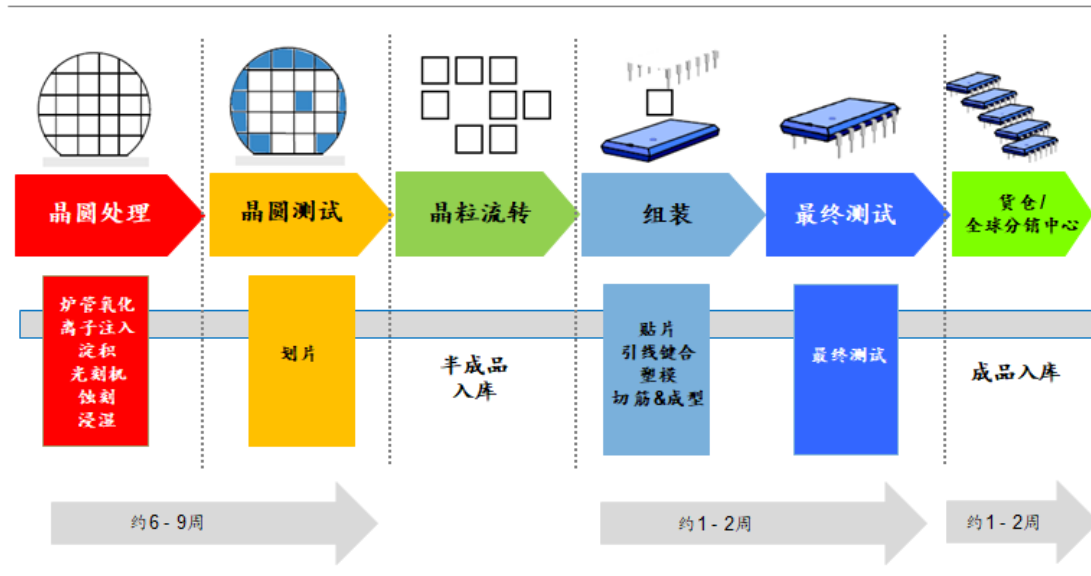 晶圆处理
晶圆测试
晶粒流转
组装
最终测试
货仓/
全球分销中心
炉管氧化
离子注入
淀积
光刻机
蚀刻
浸湿
划片
半成品
入库
贴片
引线键合
塑模
切筋&成型
最终测试
成品入库
约6 - 9周
约1 - 2周
约1 - 2周